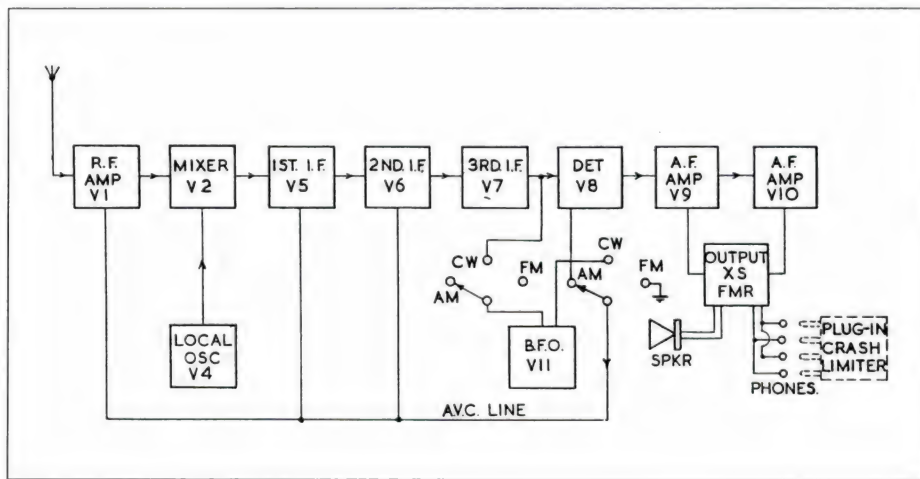 R.F.
AMP
V1
MIXER
V2
1ST. I.F.
V5
2ND. I.F.
V6
3RD. I.F.
V7
DET
V8
A.F.
AMP
V9
A.F.
AMP
V10
CW
FM
AM
CW
AM
FM
LOCAL
OSC
V4
B.F.O.
V11
OUTPUT
XS
FMR
SPKR
PLUG-IN
CRASH
LIMITER
PHONES.
A.V.C. LINE